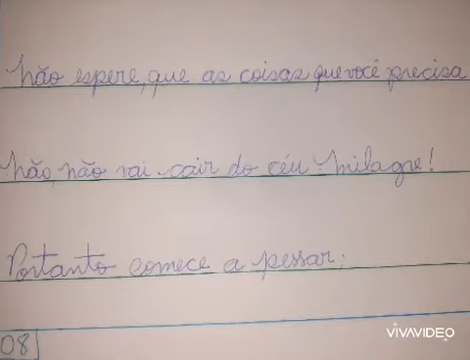 não espere, que as coisas que você precisa
não, não vai cair do céu milagre!
Portanto comece a pessar:
08
VIVAVIDEO